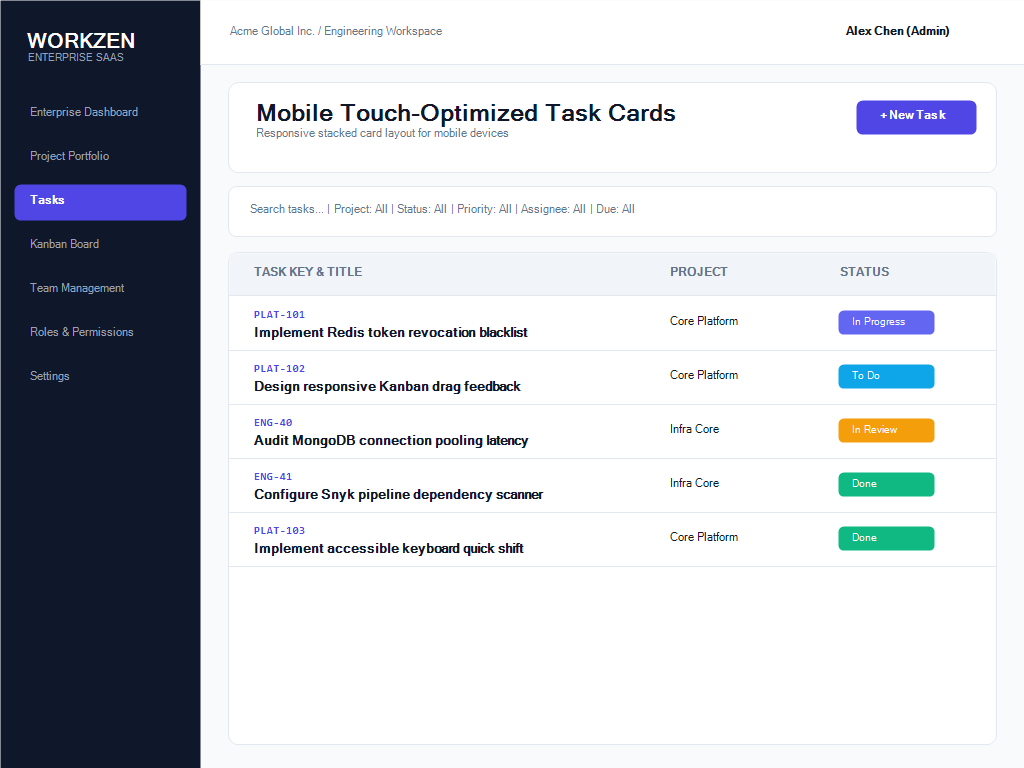 WORKZEN
ENTERPRISE SAAS
Enterprise Dashboard
Project Portfolio
Tasks
Kanban Board
Team Management
Roles & Permissions
Settings
Acme Global Inc. / Engineering Workspace
Alex Chen (Admin)
Mobile Touch-Optimized Task Cards
Responsive stacked card layout for mobile devices
+ New Task
Search tasks... | Project: All | Status: All | Priority: All | Assignee: All | Due: All
TASK KEY & TITLE PROJECT STATUS
PLAT-101
Implement Redis token revocation blacklist
Core Platform
In Progress
PLAT-102
Design responsive Kanban drag feedback
Core Platform
To Do
ENG-40
Audit MongoDB connection pooling latency
Infra Core
In Review
ENG-41
Configure Snyk pipeline dependency scanner
Infra Core
Done
PLAT-103
Implement accessible keyboard quick shift
Core Platform
Done